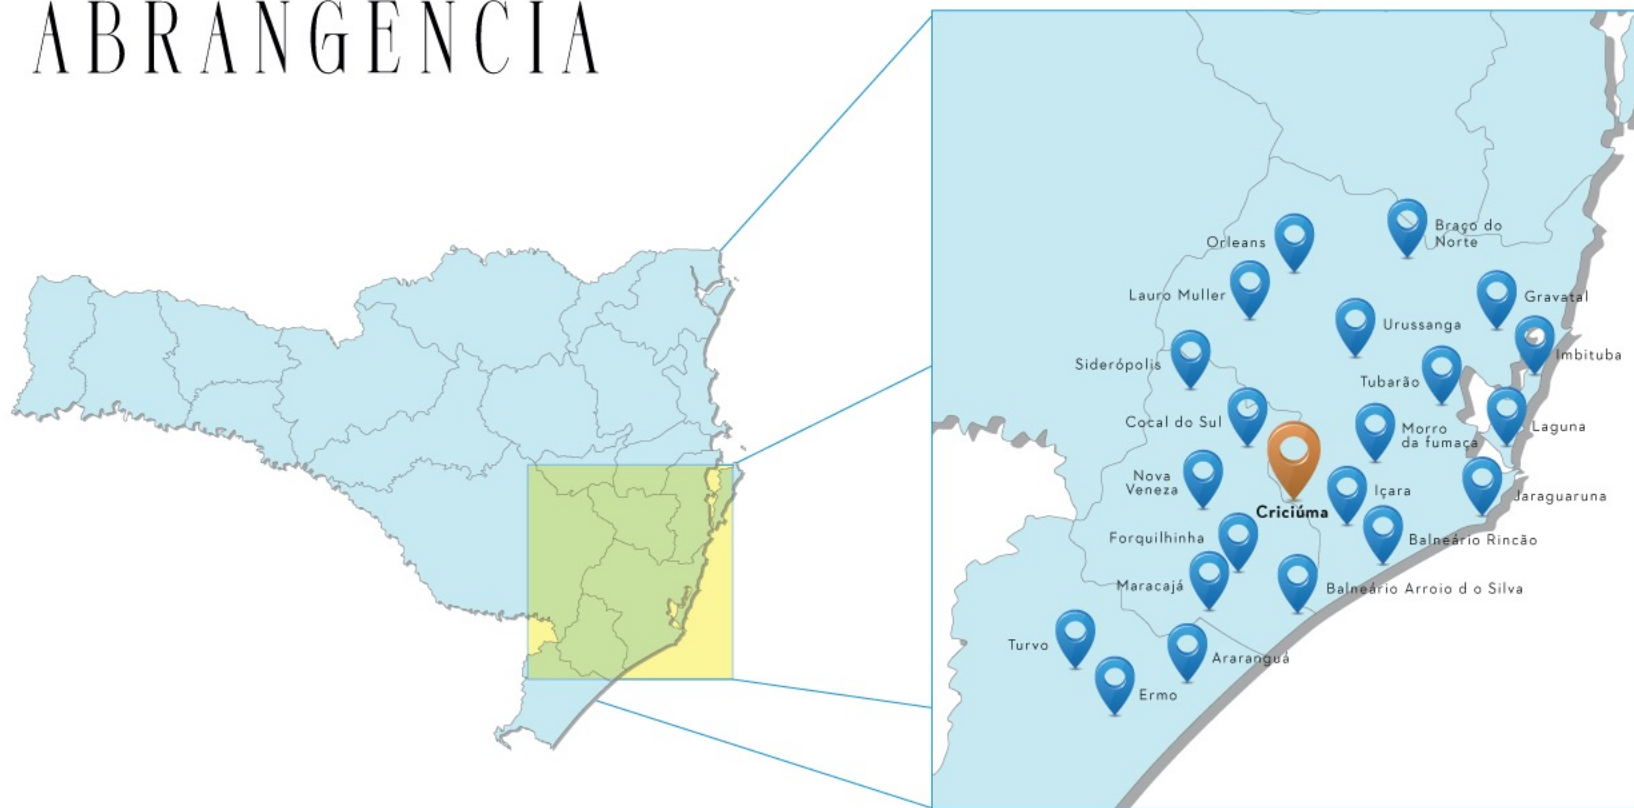 ABRANGENCIA
Orleans
Braço do
Norte
Lauro Muller
Gravatal
Urussanga
Imbituba
Siderópolis
Tubarão
Cocal do Sul
Morro
da fumaça
Laguna
Nova
Veneza
Içara
Jaraguaruna
Criciúma
Forquilhinha
Balneário Rincão
Maracajá
Balneário Arroio d o Silva
Turvo
Araranguá
Ermo